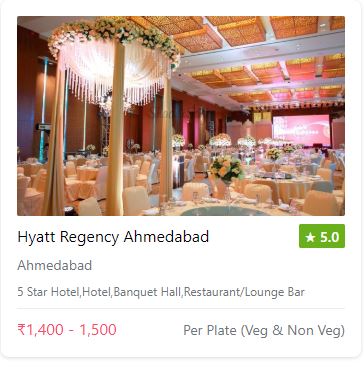 Hyatt Regency Ahmedabad
★ 5.0
Ahmedabad
5 Star Hotel,Hotel,Banquet Hall,Restaurant/Lounge Bar
₹1,400 - 1,500
Per Plate (Veg & Non Veg)